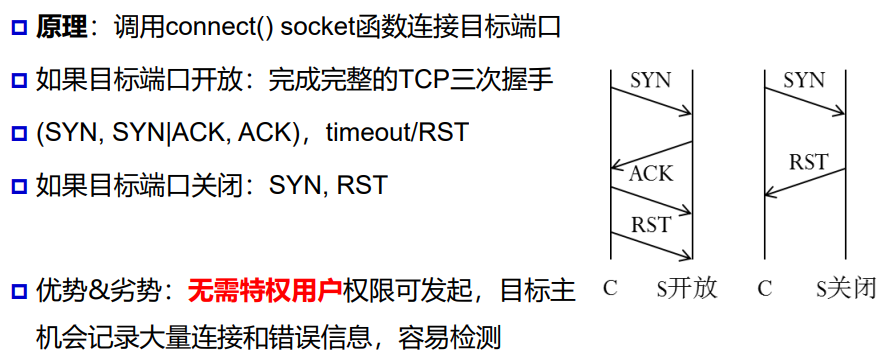 原理：调用connect() socket函数连接目标端口
如果目标端口开放：完成完整的TCP三次握手
(SYN, SYN|ACK, ACK)，timeout/RST
如果目标端口关闭：SYN, RST
优势&劣势：无需特权用户权限可发起，目标主
机会记录大量连接和错误信息，容易检测
SYN
ACK
RST
C S开放
SYN
RST
C S关闭